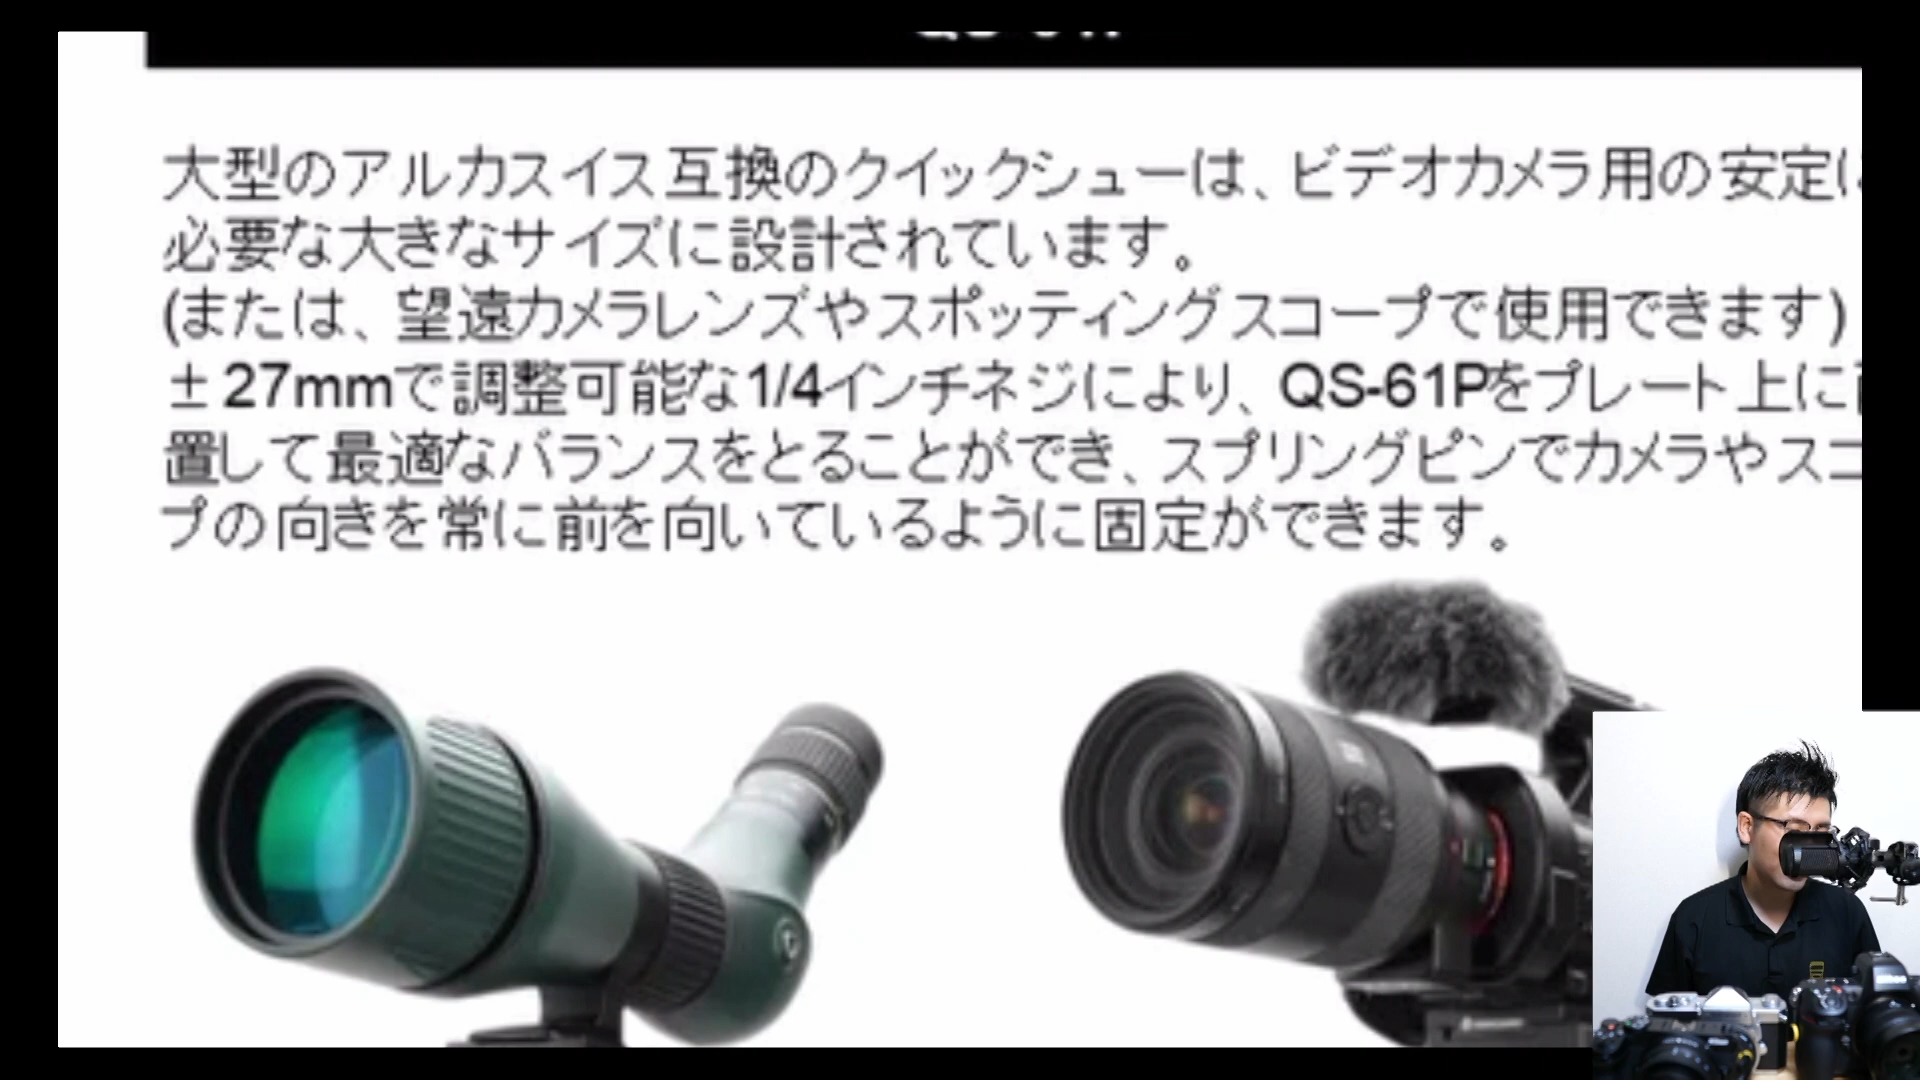 大型のアルカスイス互換のクイックシューは、ビデオカメラ用の安定に
必要な大きなサイズに設計されています。
(または、望遠カメラレンズやスポッティングスコープで使用できます)
±27mmで調整可能な1/4インチネジにより、QS-61Pをプレート上に
置して最適なバランスをとることができ、スプリングピンでカメラやスコ
プの向きを常に前を向いているように固定ができます。